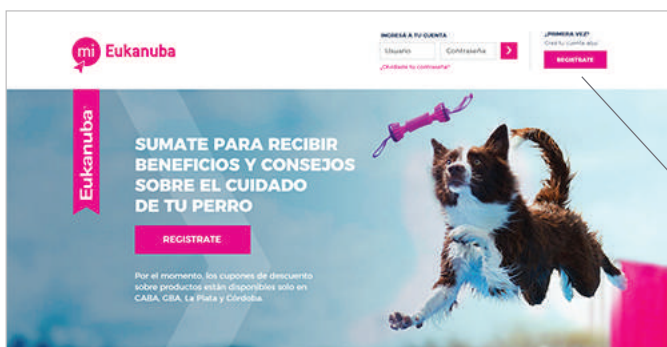 mi Eukanuba
INGRESÁ A TU CUENTA
Usuario
Contraseña
¿Olvidaste tu contraseña?
¿PRIMERA VEZ?
Creá tu cuenta aquí
REGISTRATE
Eukanuba
SUMATE PARA RECIBIR
BENEFICIOS Y CONSEJOS
SOBRE EL CUIDADO
DE TU PERRO
REGISTRATE
Por el momento, los cupones de descuento
sobre productos están disponibles solo en
CABA, GBA, La Plata y Córdoba.